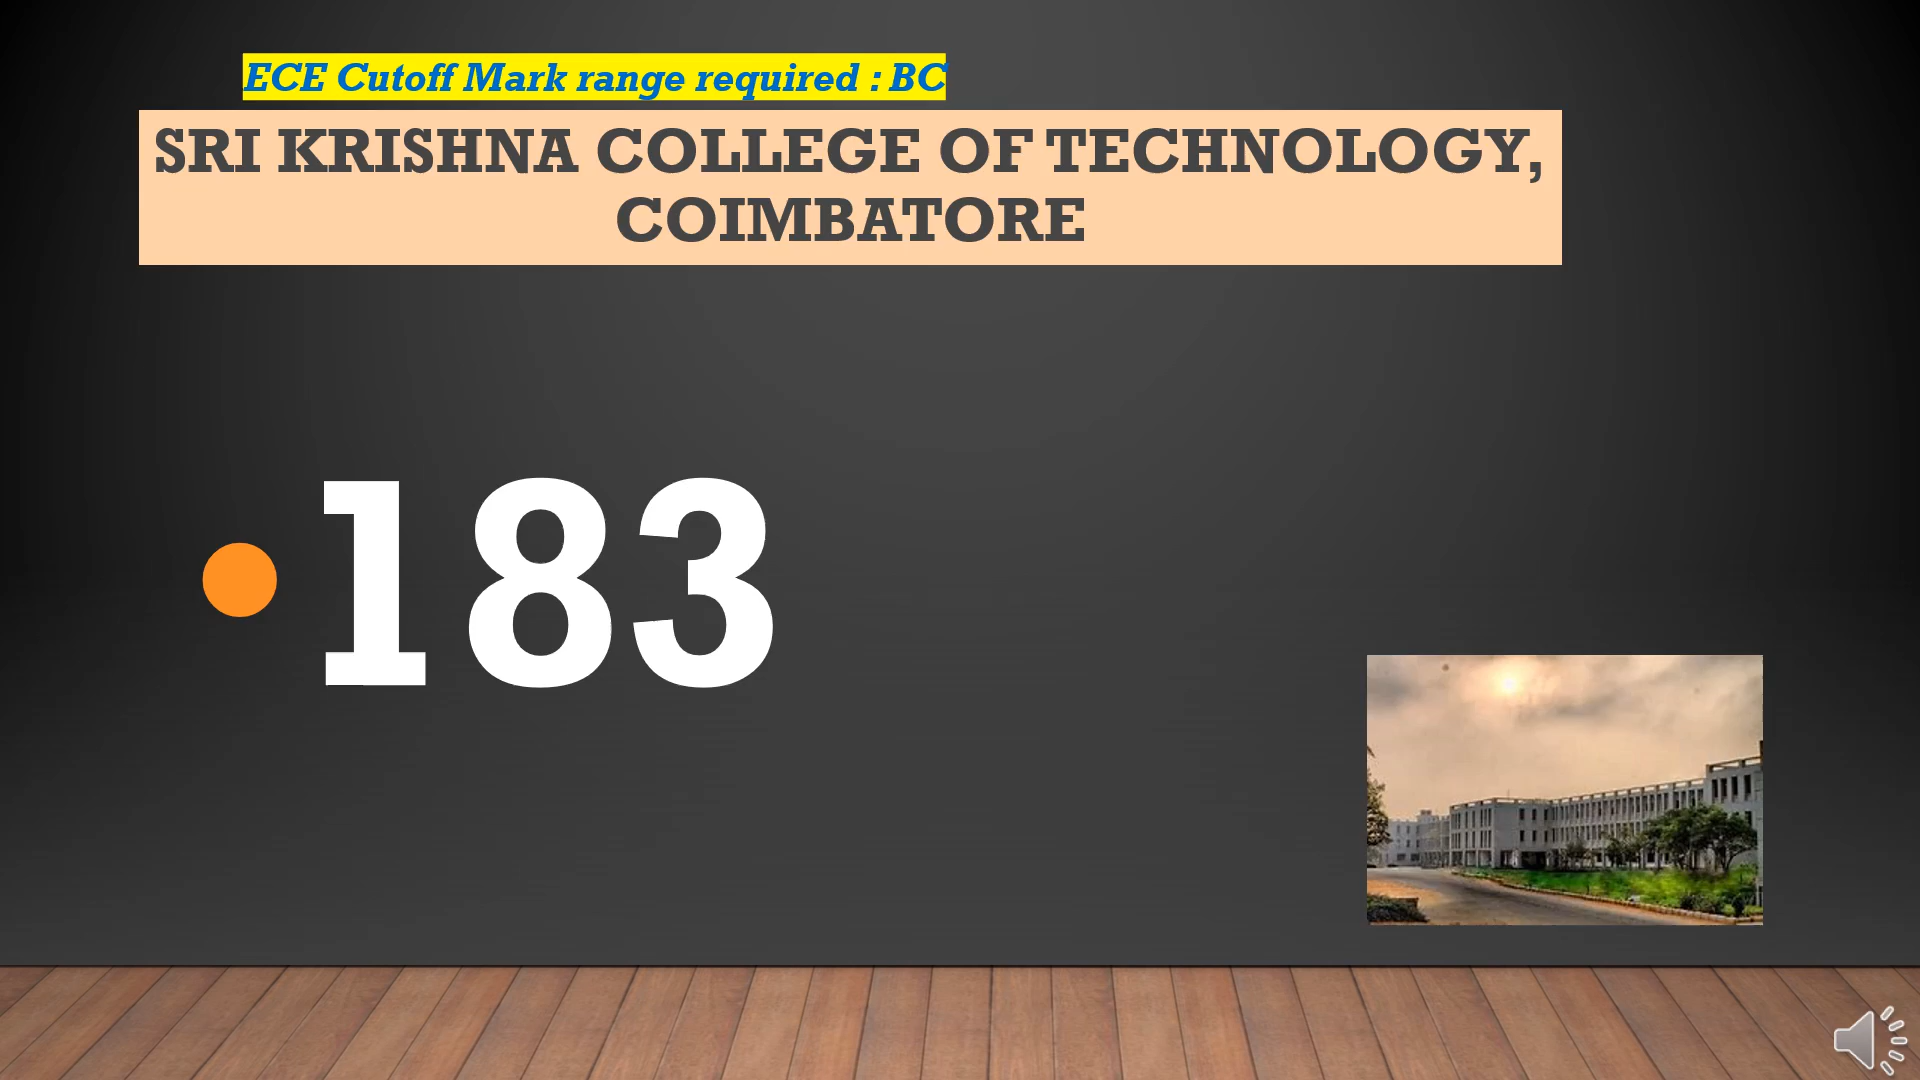 ECE Cutoff Mark range required : BC
SRI KRISHNA COLLEGE OF TECHNOLOGY,
COIMBATORE
•183